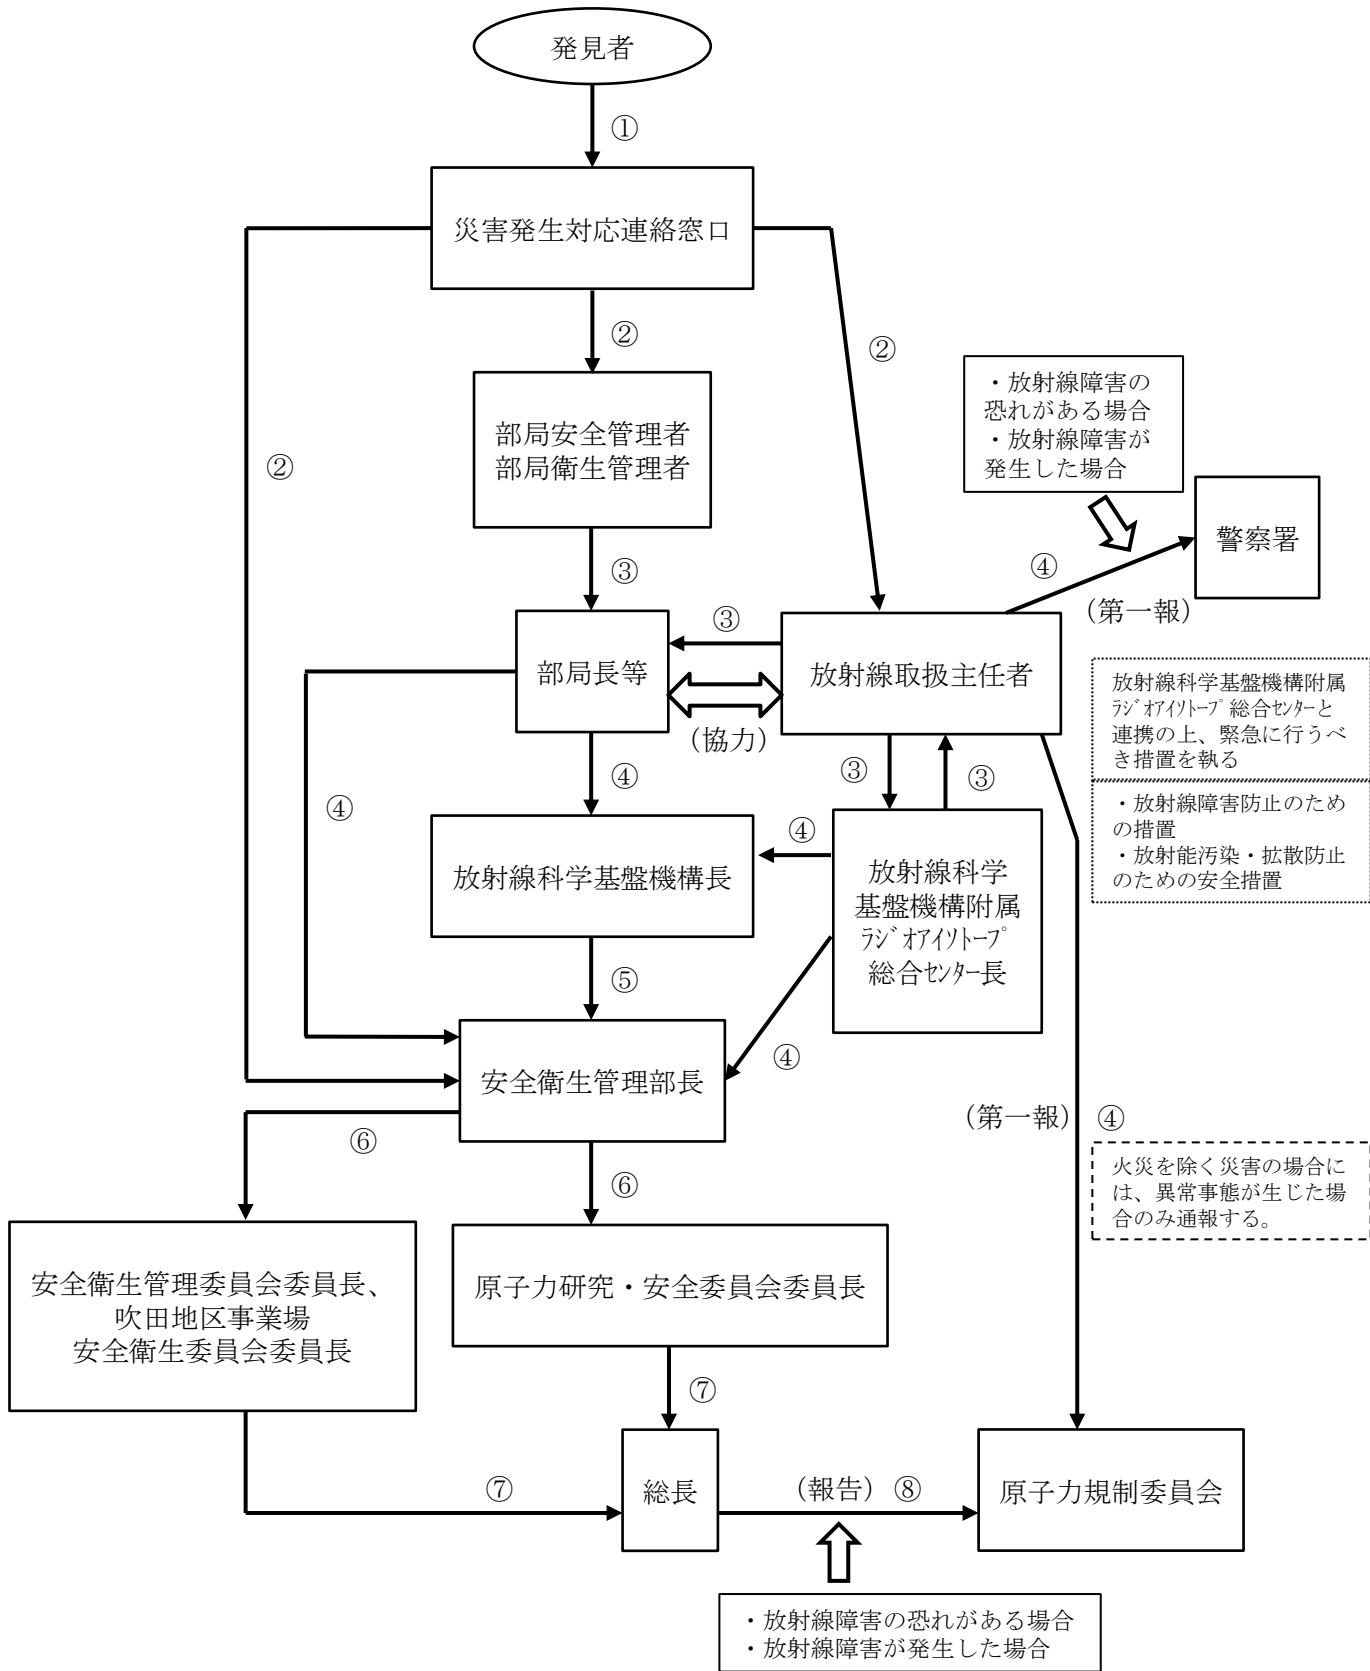 発見者
①
災害発生対応連絡窓口
②
②
②
部局安全管理者
部局衛生管理者
・放射線障害の
恐れがある場合
・放射線障害が
発生した場合
警察署
④
（第一報）
③
③
部局長等
（協力）
放射線取扱主任者
放射線科学基盤機構附属
ﾗｼﾞｵｱｲｿﾄｰﾌﾟ総合ｾﾝﾀｰと
連携の上、緊急に行うべ
き措置を執る
・放射線障害防止のため
の措置
・放射能汚染・拡散防止
のための安全措置
④
④
③
③
④
放射線科学基盤機構長
放射線科学
基盤機構附属
ﾗｼﾞｵｱｲｿﾄｰﾌﾟ
総合ｾﾝﾀｰ長
⑤
④
安全衛生管理部長
（第一報）
④
火災を除く災害の場合に
は、異常事態が生じた場
合のみ通報する。
⑥
⑥
安全衛生管理委員会委員長、
吹田地区事業場
安全衛生委員会委員長
原子力研究・安全委員会委員長
⑦
⑦
総長
（報告）
⑧
原子力規制委員会
・放射線障害の恐れがある場合
・放射線障害が発生した場合